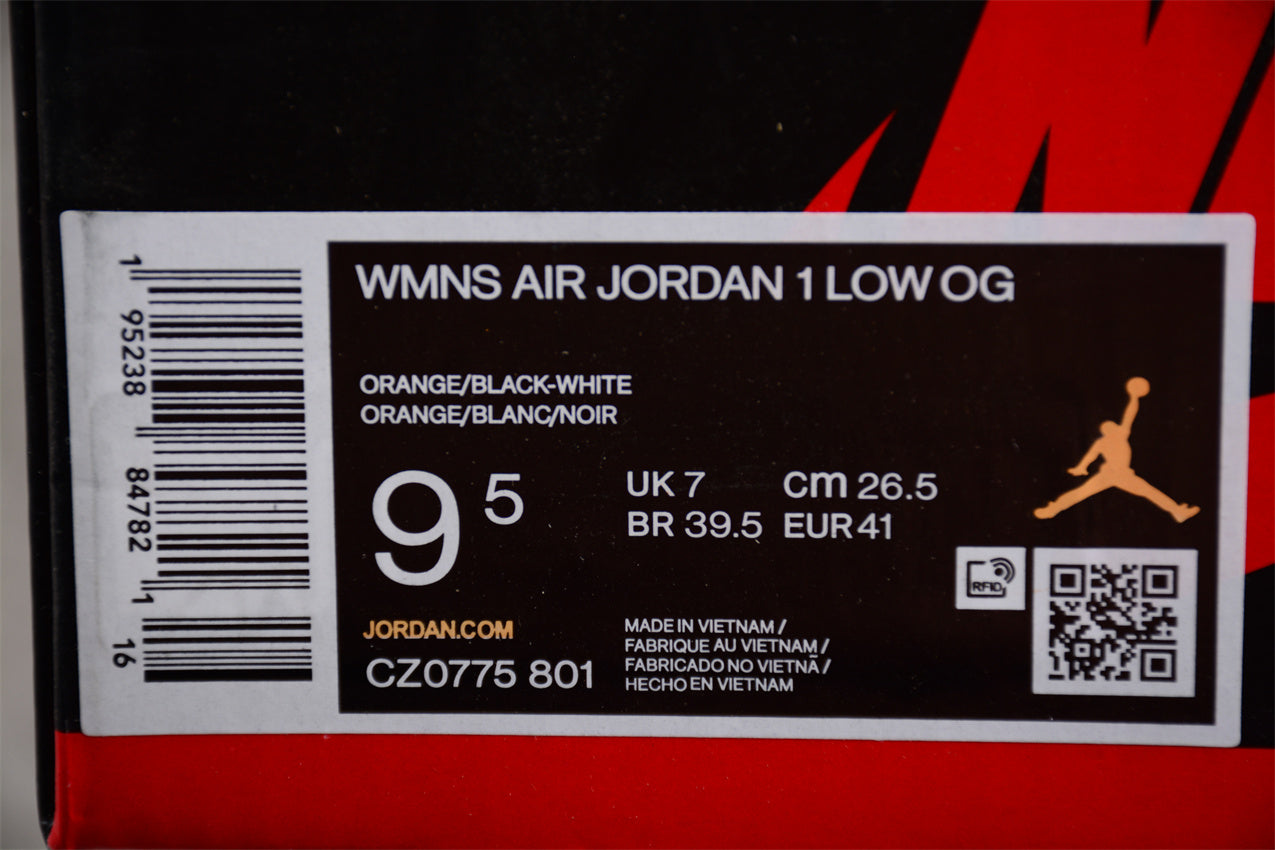 WMNS AIR JORDAN 1 LOW OG
ORANGE/BLACK-WHITE
ORANGE/BLANC/NOIR
9 5
UK 7 cm 26.5
BR 39.5 EUR 41
JORDAN.COM
CZ0775 801
MADE IN VIETNAM /
FABRIQUE AU VIETNAM /
FABRICADO NO VIETNÃ /
HECHO EN VIETNAM
RFID
1 95238 84782 1 16